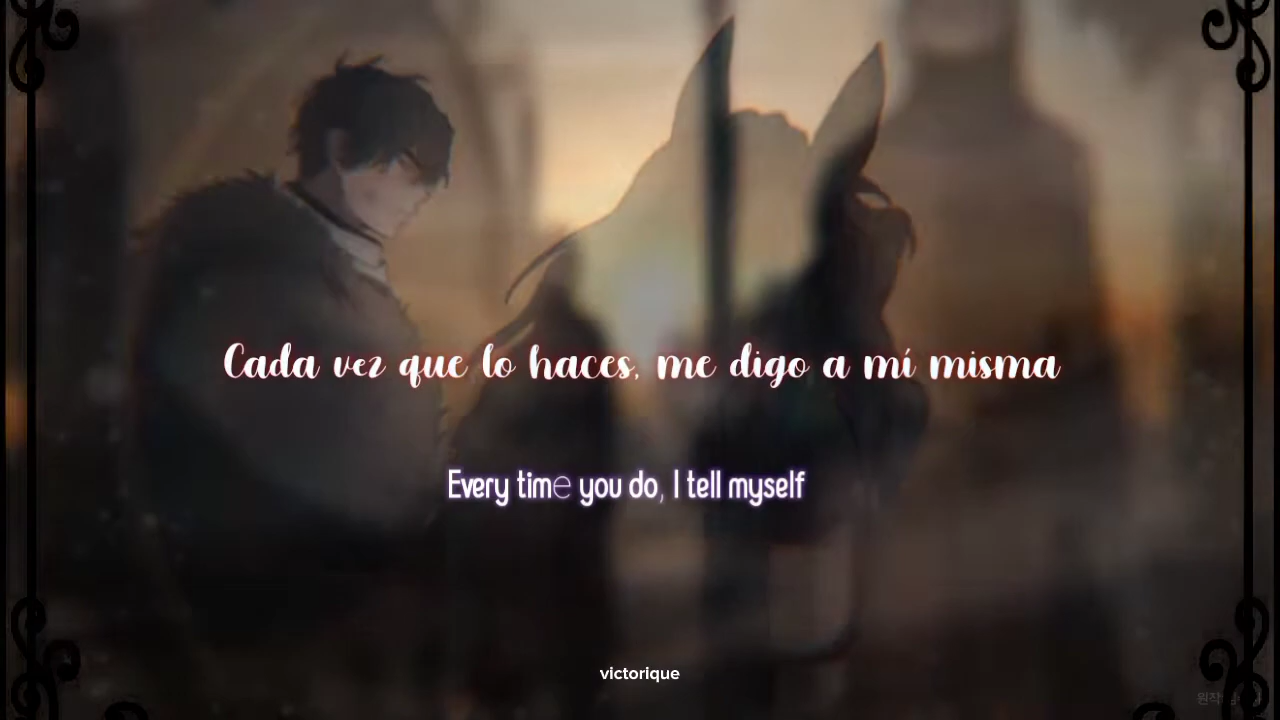 Cada vez que lo haces, me digo a mí misma
Every time you do, I tell myself
victorique